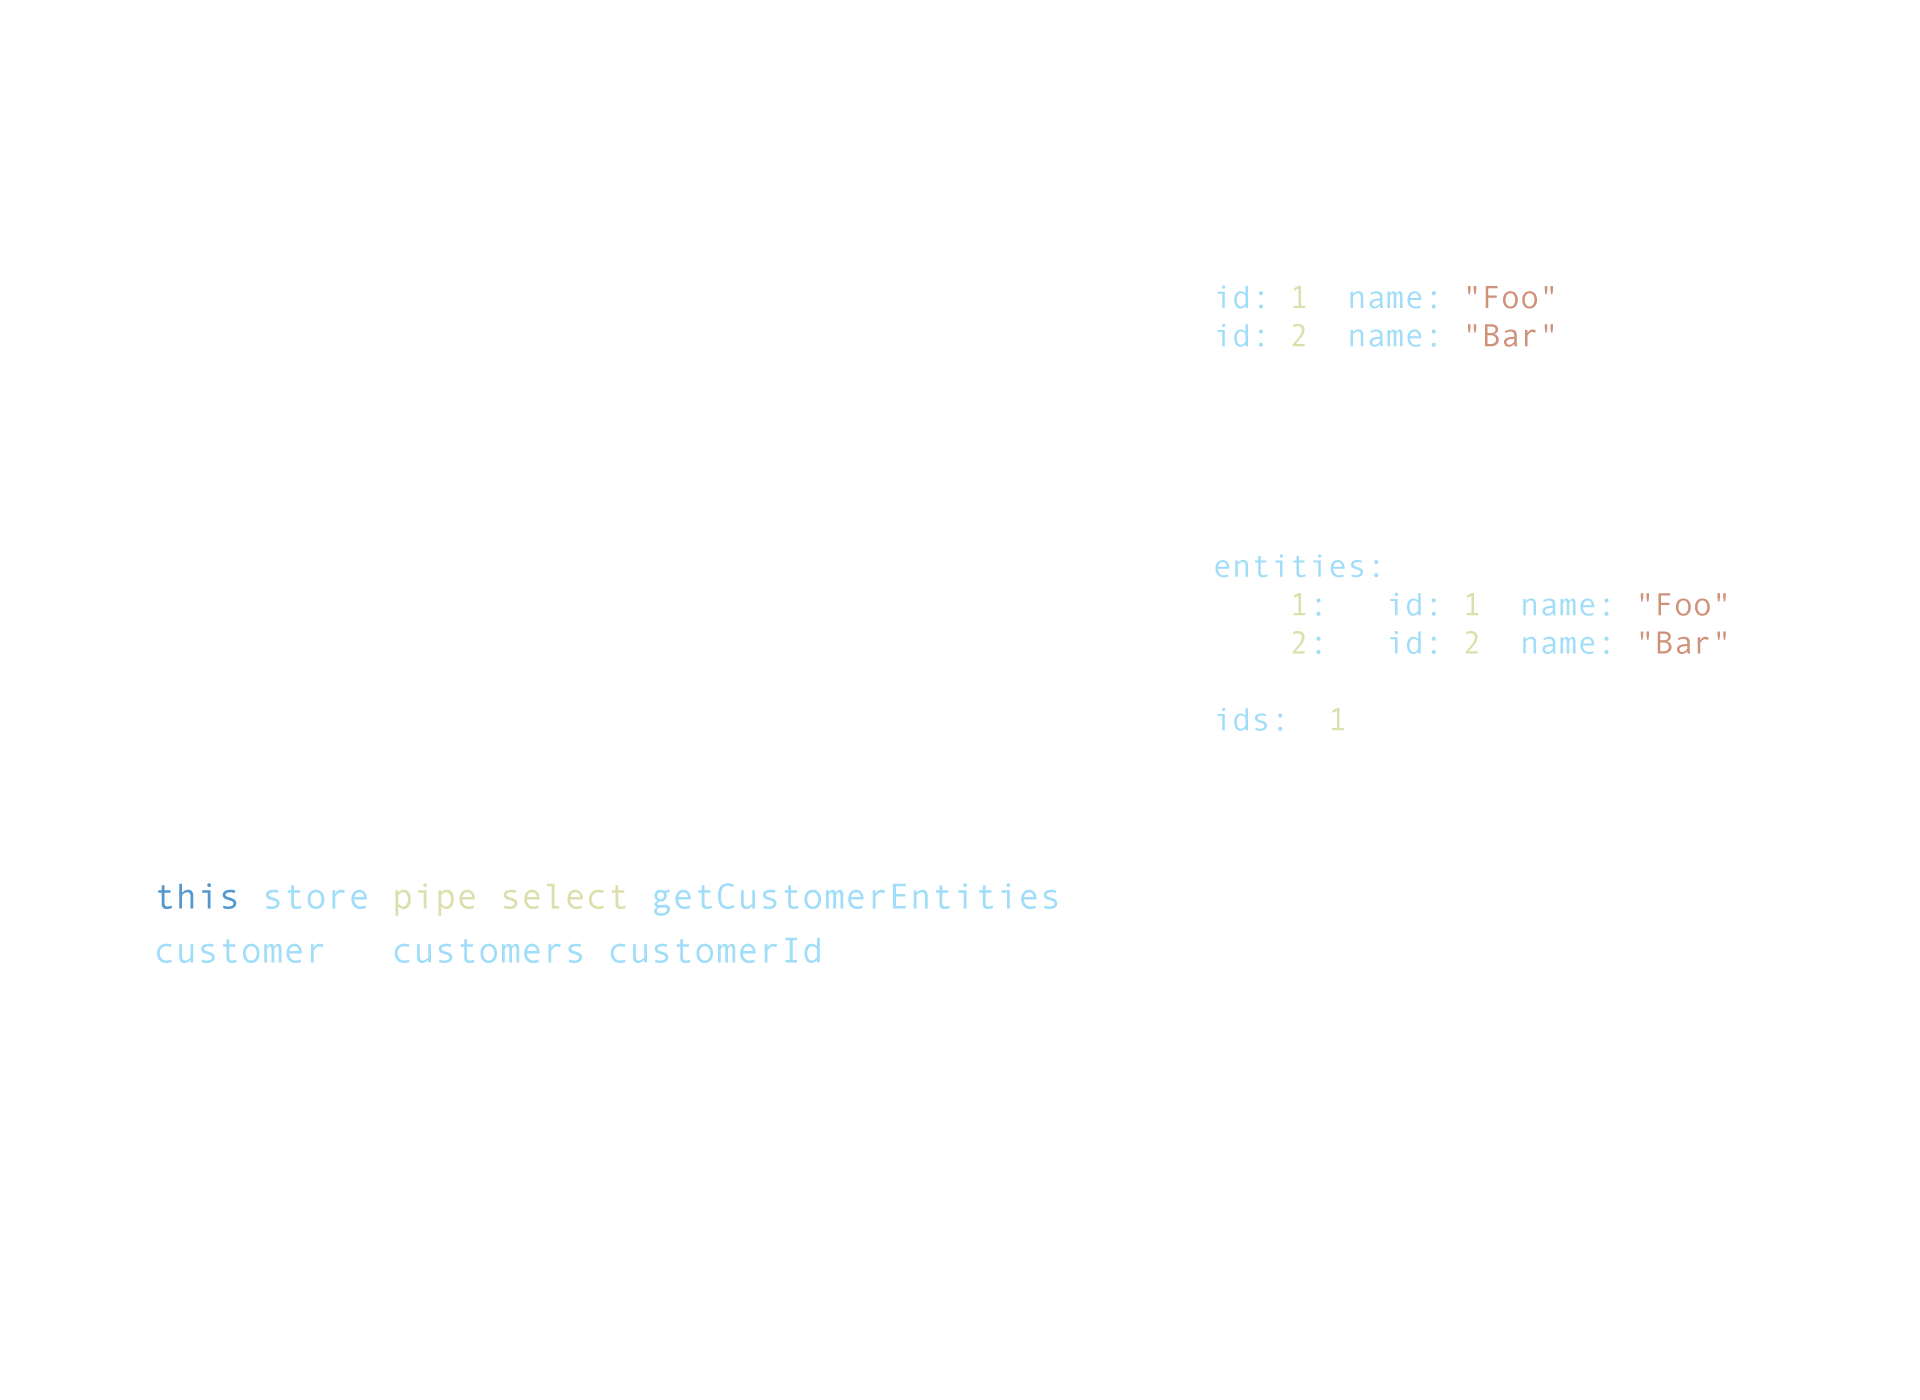 id: 1 name: "Foo"
id: 2 name: "Bar"
entities:
1: id: 1 name: "Foo"
2: id: 2 name: "Bar"
ids: 1
this store pipe select getCustomerEntities
customer customers customerId